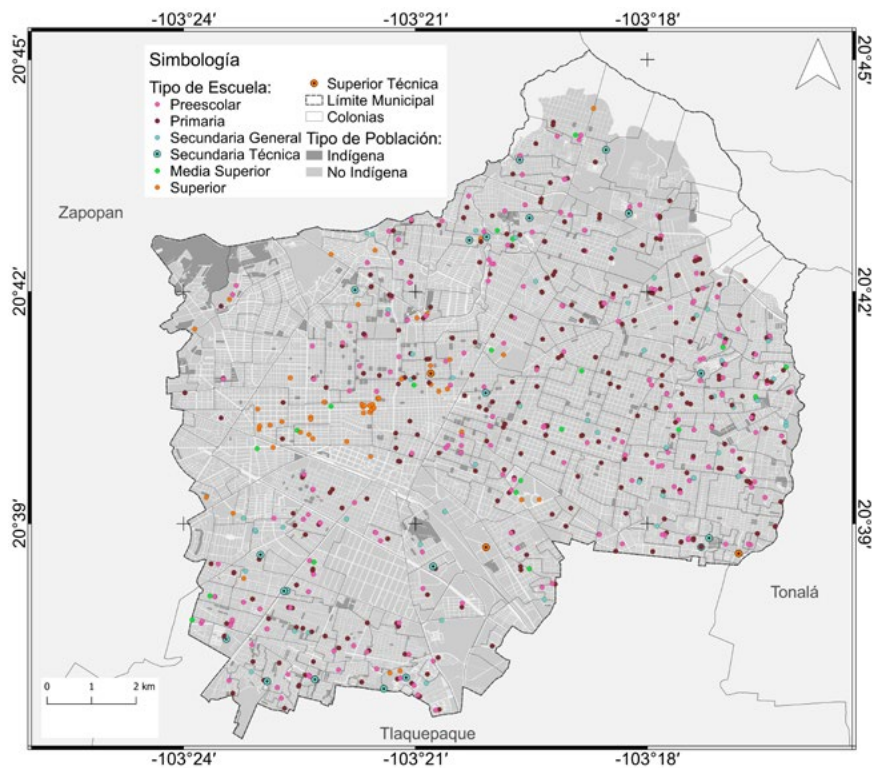 -103°24' -103°21' -103°18'
20°45' 20°45'
Simbología
Tipo de Escuela:
Preescolar
Primaria
Secundaria General
Secundaria Técnica
Media Superior
Superior
Superior Técnica
Límite Municipal
Colonias
Tipo de Población:
Indígena
No Indígena
Zapopan
20°42' 20°42'
20°39' 20°39'
Tonalá
0 1 2 km
Tlaquepaque
-103°24' -103°21' -103°18'